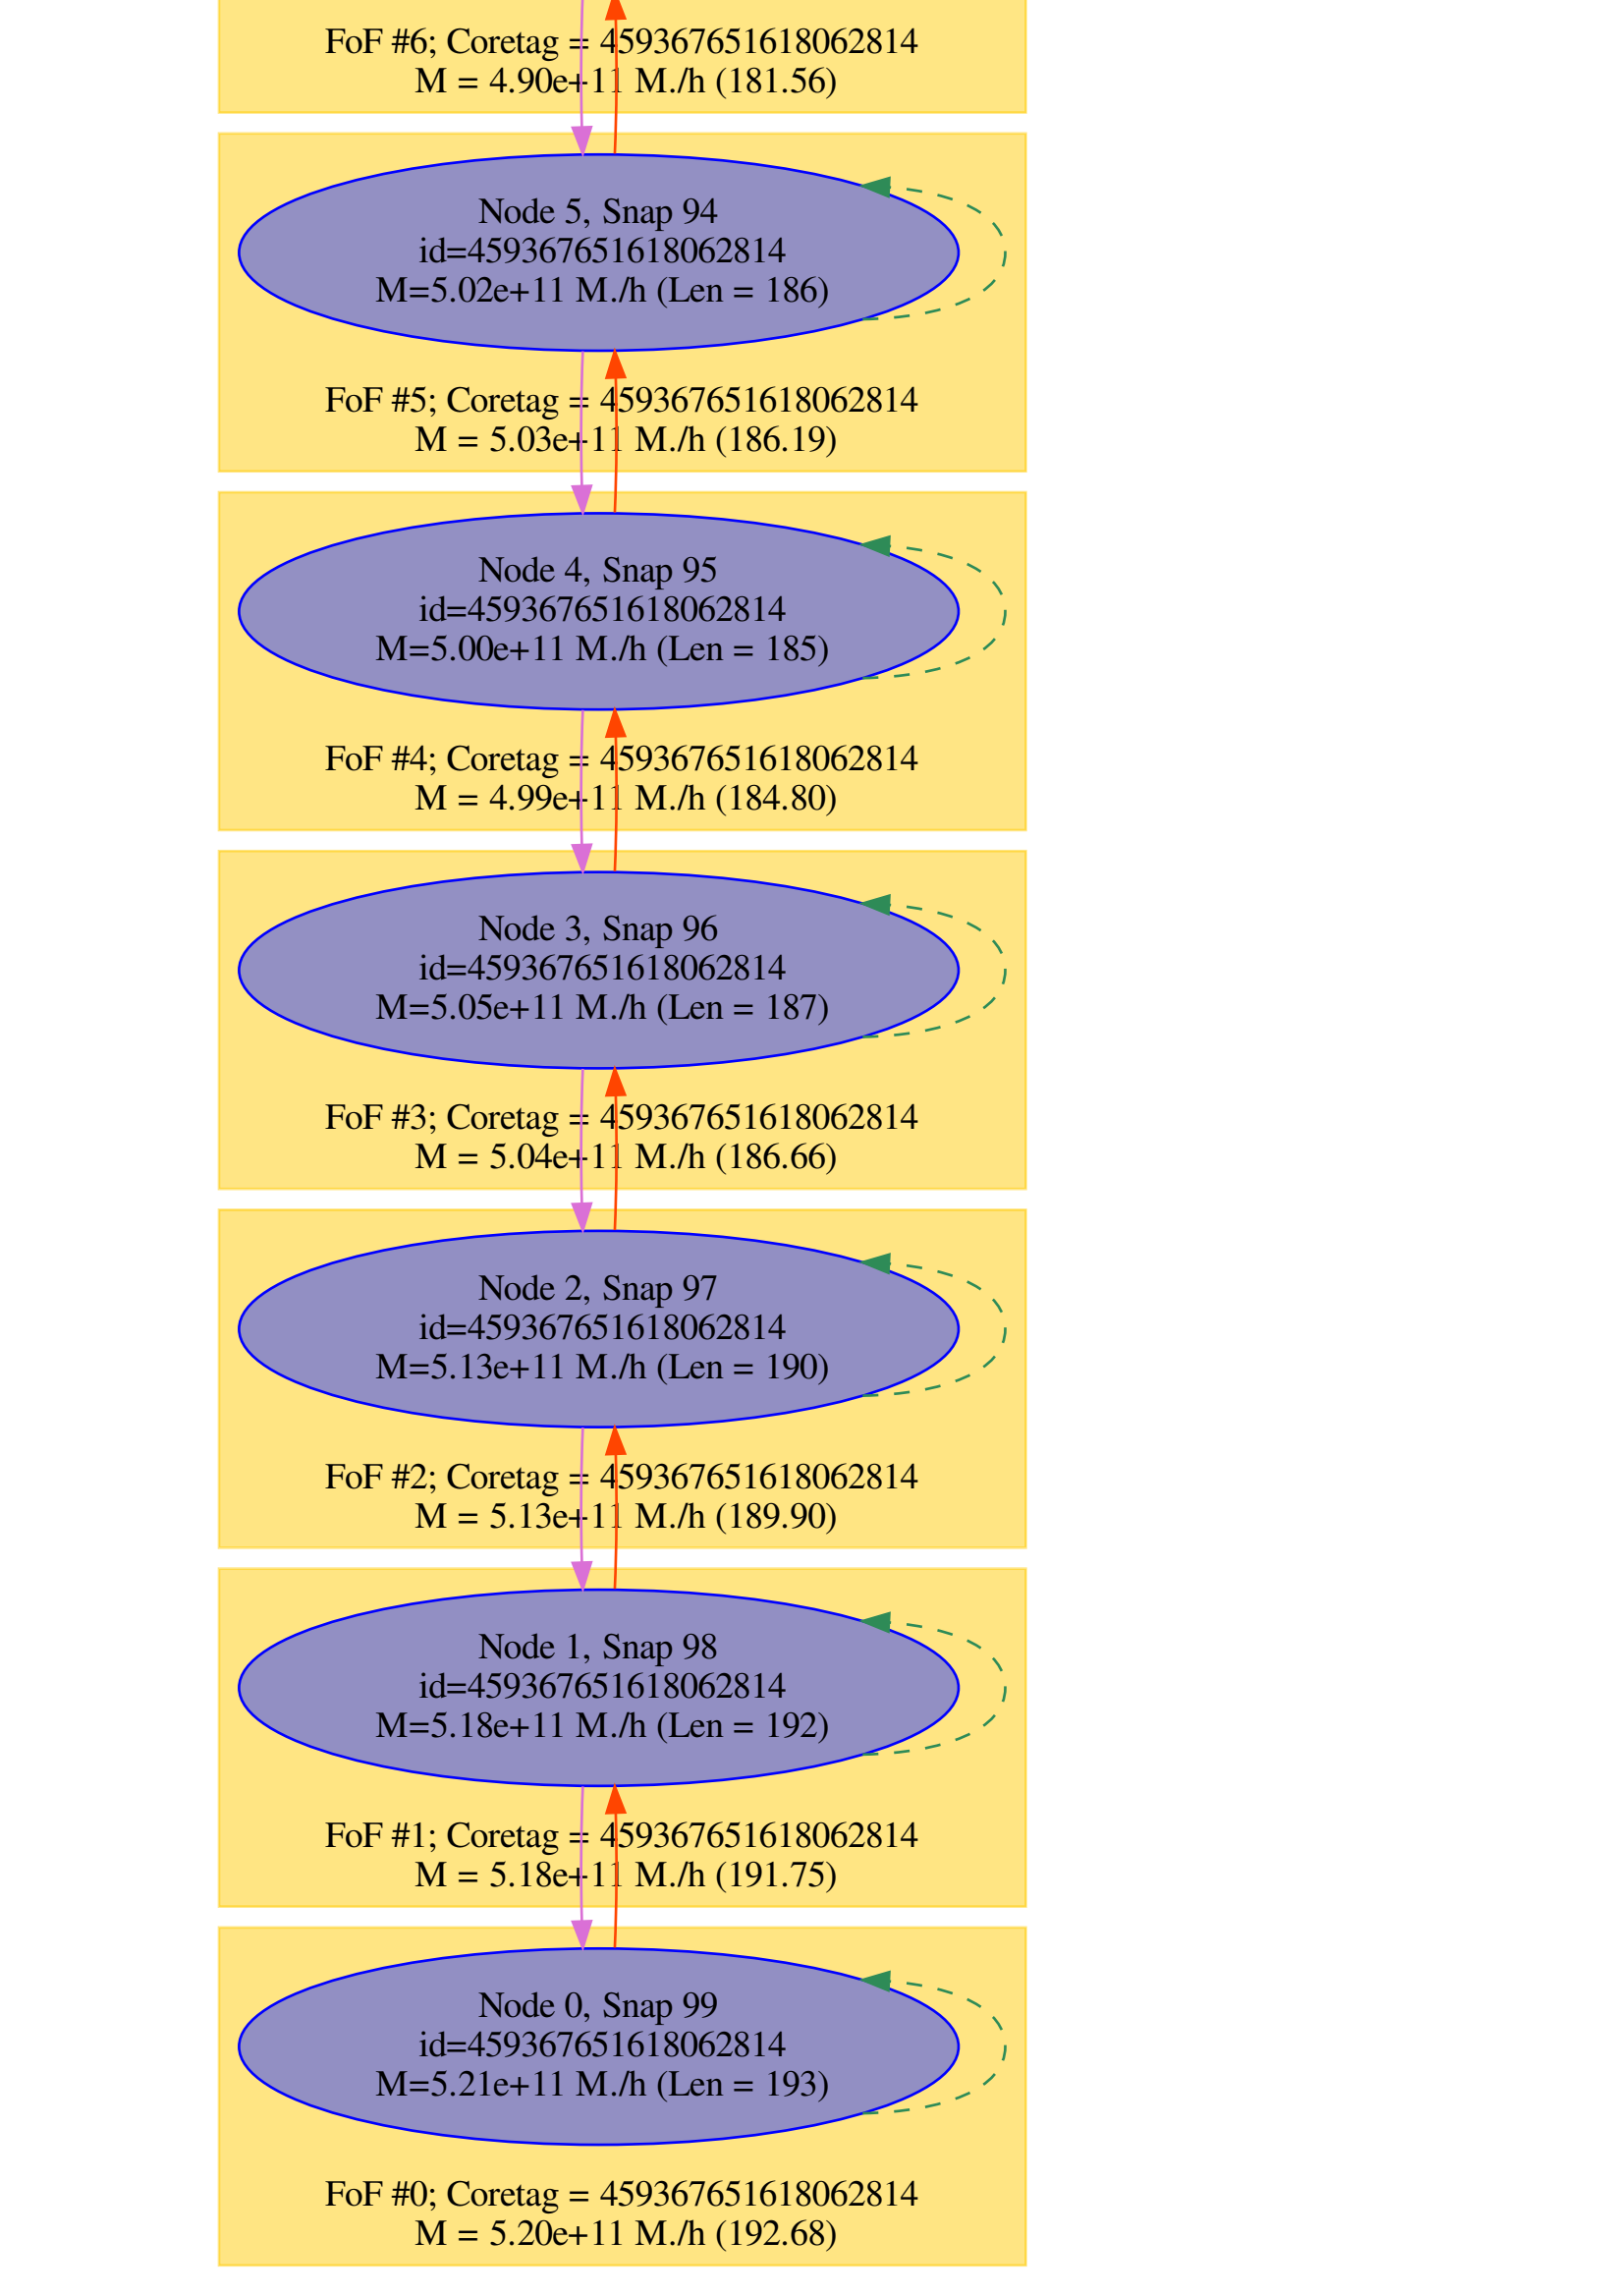 FoF #6; Coretag = 459367651618062814
M = 4.90e+11 M./h (181.56)
Node 5, Snap 94
id=459367651618062814
M=5.02e+11 M./h (Len = 186)
FoF #5; Coretag = 459367651618062814
M = 5.03e+11 M./h (186.19)
Node 4, Snap 95
id=459367651618062814
M=5.00e+11 M./h (Len = 185)
FoF #4; Coretag = 459367651618062814
M = 4.99e+11 M./h (184.80)
Node 3, Snap 96
id=459367651618062814
M=5.05e+11 M./h (Len = 187)
FoF #3; Coretag = 459367651618062814
M = 5.04e+11 M./h (186.66)
Node 2, Snap 97
id=459367651618062814
M=5.13e+11 M./h (Len = 190)
FoF #2; Coretag = 459367651618062814
M = 5.13e+11 M./h (189.90)
Node 1, Snap 98
id=459367651618062814
M=5.18e+11 M./h (Len = 192)
FoF #1; Coretag = 459367651618062814
M = 5.18e+11 M./h (191.75)
Node 0, Snap 99
id=459367651618062814
M=5.21e+11 M./h (Len = 193)
FoF #0; Coretag = 459367651618062814
M = 5.20e+11 M./h (192.68)